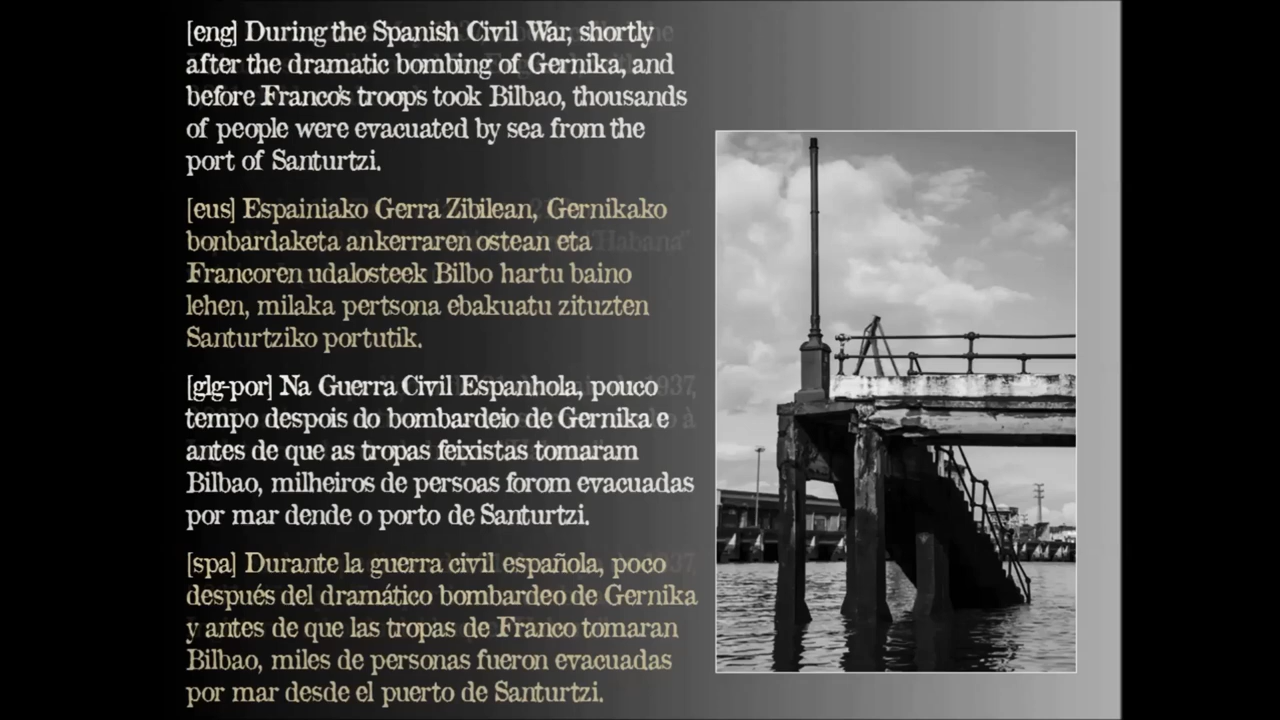 [eng] During the Spanish Civil War, shortly
after the dramatic bombing of Gernika, and
before Franco's troops took Bilbao, thousands
of people were evacuated by sea from the
port of Santurtzi.
[eus] Espainiako Gerra Zibilean, Gernikako
bonbardaketa ankerraren ostean eta
Francoren udalosteek Bilbo hartu baino
lehen, milaka pertsona ebakuatu zituzten
Santurtziko portutik.
[glg-por] Na Guerra Civil Espanhola, pouco
tempo despois do bombardeio de Gernika e
antes de que as tropas feixistas tomaram
Bilbao, milheiros de persoas forom evacuadas
por mar dende o porto de Santurtzi.
[spa] Durante la guerra civil española, poco
después del dramático bombardeo de Gernika
y antes de que las tropas de Franco tomaran
Bilbao, miles de personas fueron evacuadas
por mar desde el puerto de Santurtzi.